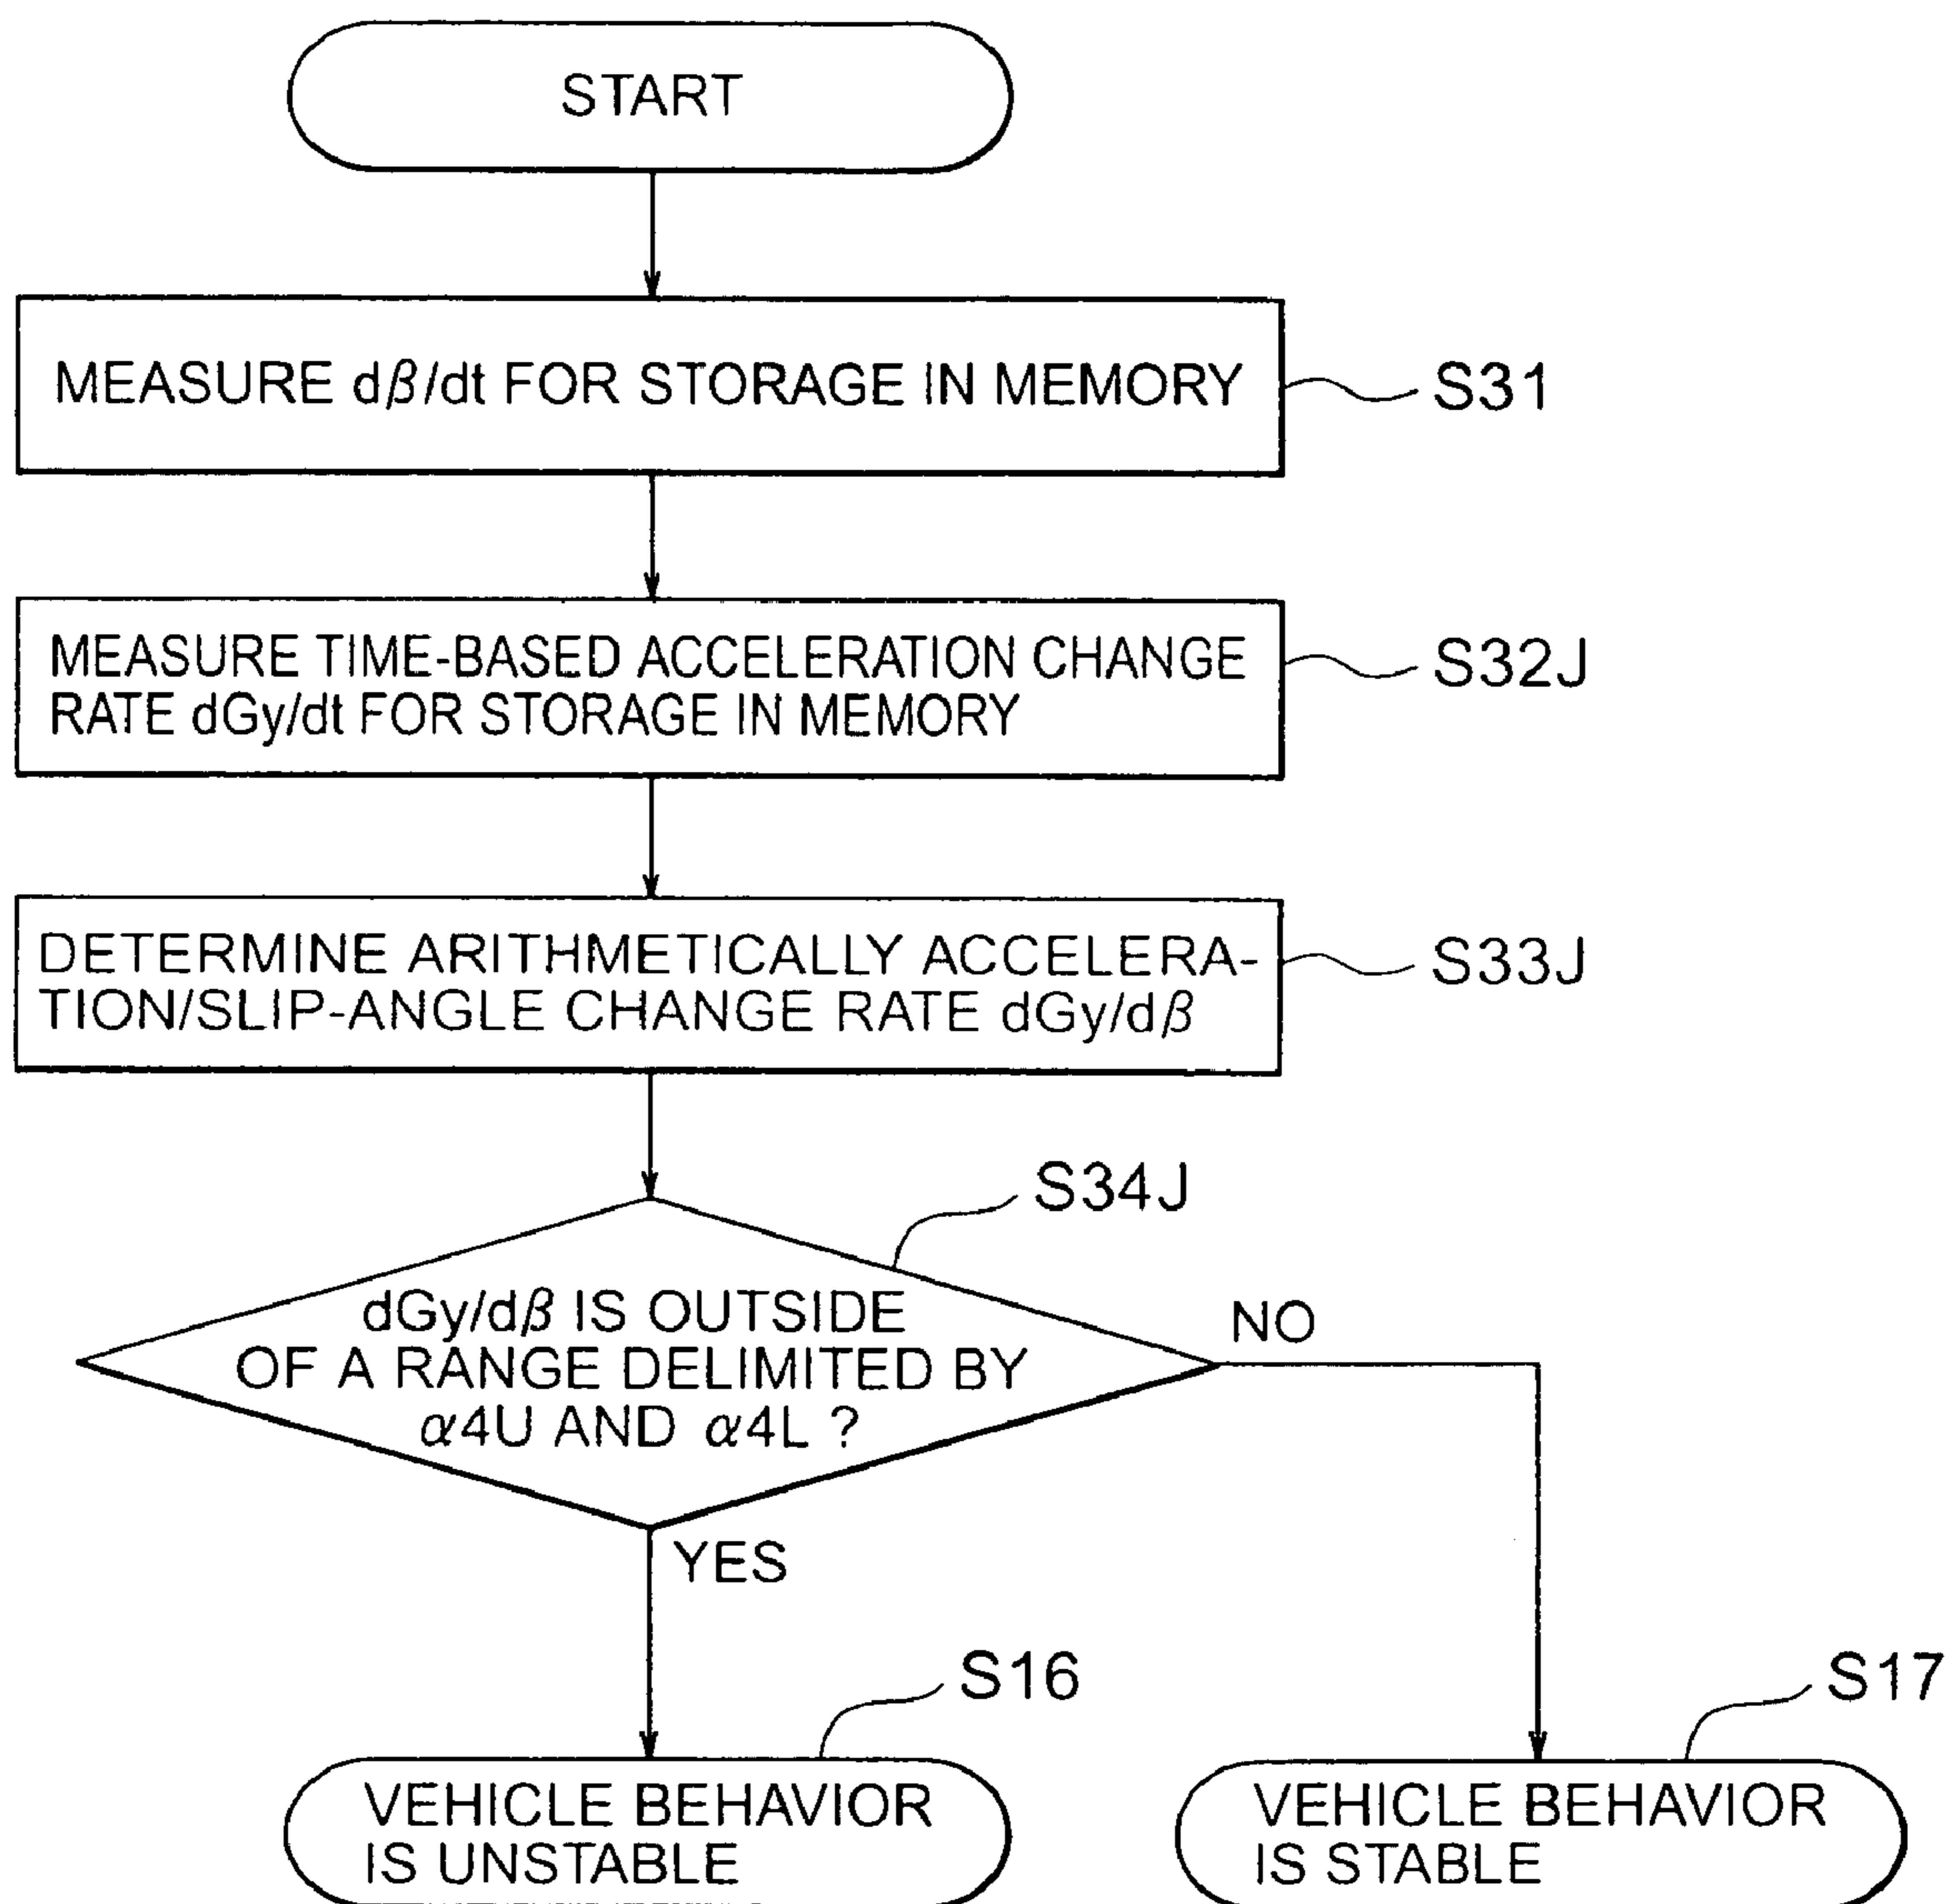 START
MEASURE dβ/dt FOR STORAGE IN MEMORY
S31
MEASURE TIME-BASED ACCELERATION CHANGE
RATE dGy/dt FOR STORAGE IN MEMORY
S32J
DETERMINE ARITHMETICALLY ACCELERA-
TION/SLIP-ANGLE CHANGE RATE dGy/dβ
S33J
S34J
dGy/dβ IS OUTSIDE
OF A RANGE DELIMITED BY
α4U AND α4L ?
NO
YES
S16
VEHICLE BEHAVIOR
IS UNSTABLE
S17
VEHICLE BEHAVIOR
IS STABLE